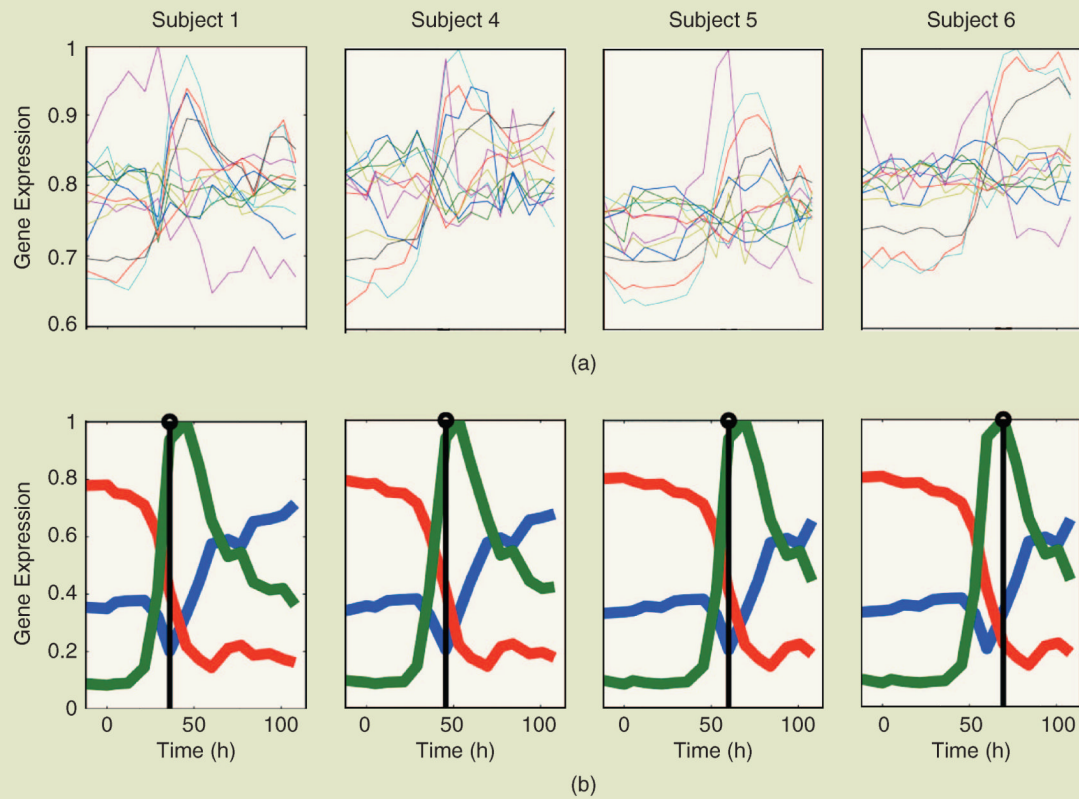 Subject 1 Subject 4 Subject 5 Subject 6
Gene Expression
1
0.9
0.8
0.7
0.6
(a)
Gene Expression
1
0.8
0.6
0.4
0.2
0
0 50 100 0 50 100 0 50 100 0 50 100
Time (h) Time (h) Time (h) Time (h)
(b)